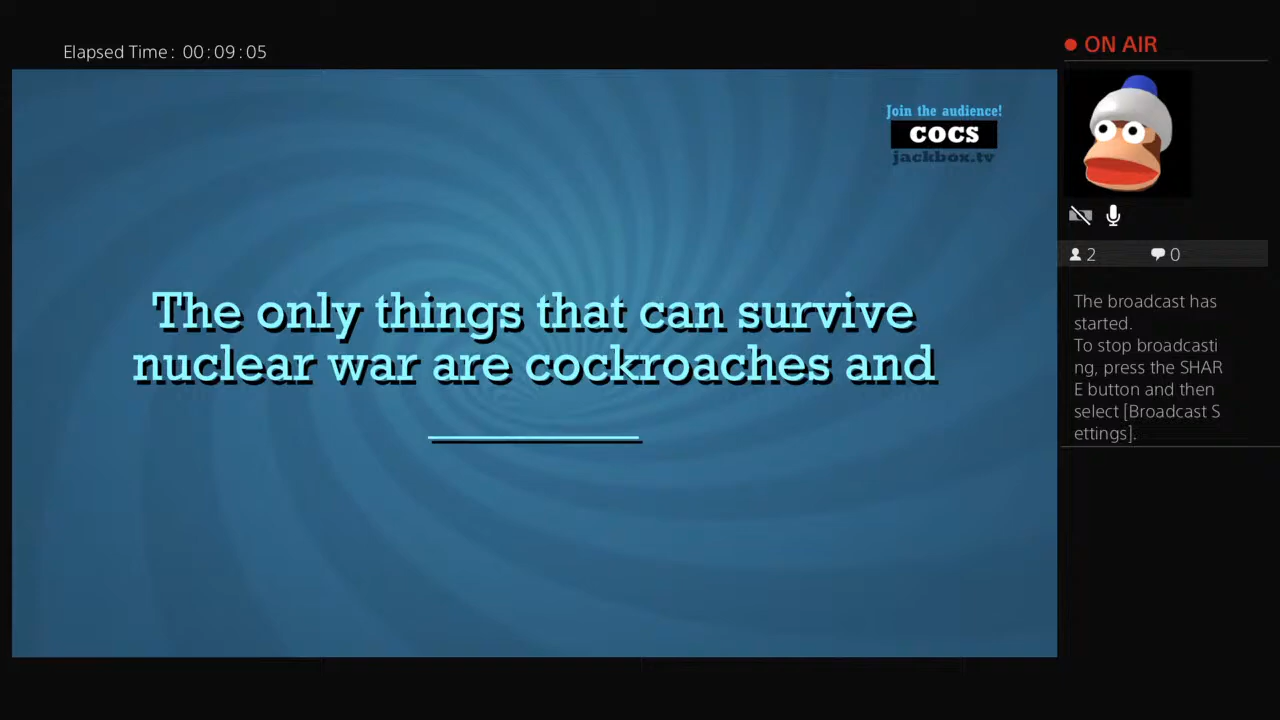 Elapsed Time: 00:09:05
ON AIR
Join the audience!
COCS
jackbox.tv
2
0
The only things that can survive
nuclear war are cockroaches and
__________
The broadcast has
started.
To stop broadcasti
ng, press the SHAR
E button and then
select [Broadcast S
ettings].